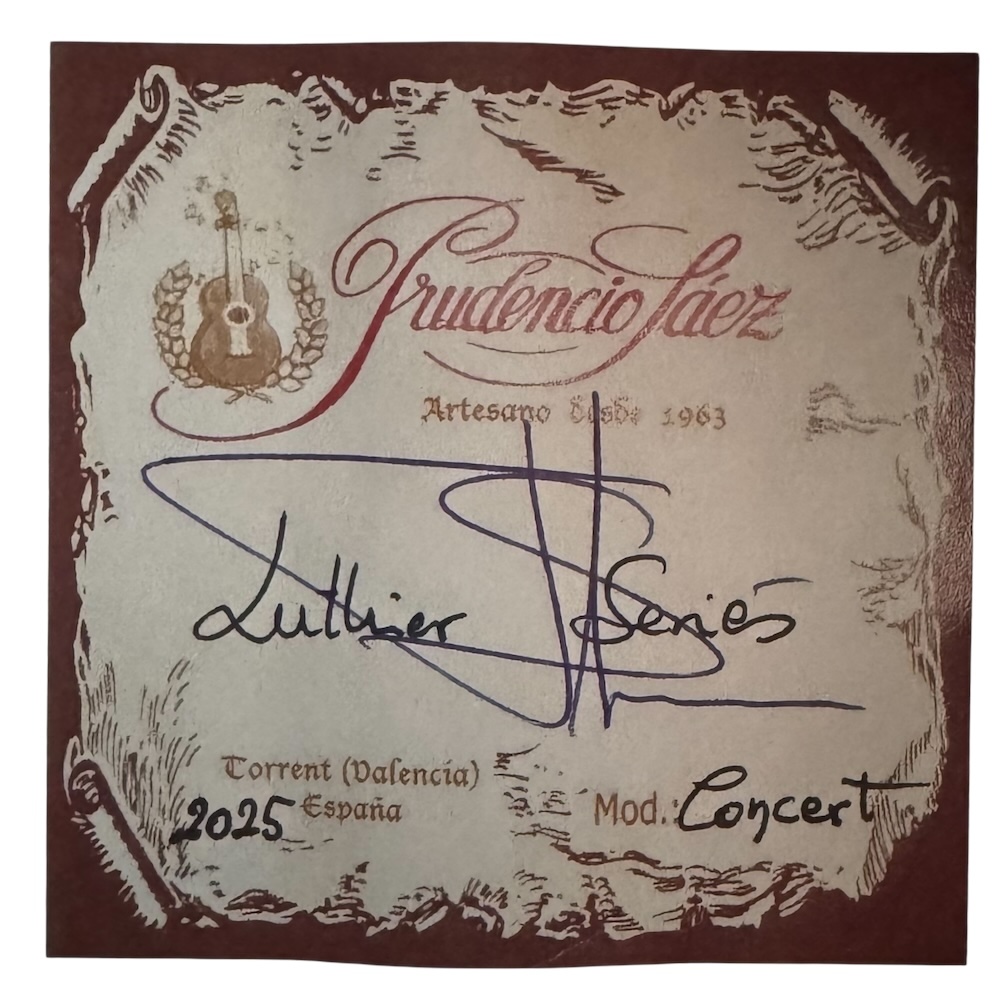 Prudencio Sáez
Artesano desde 1963
Luthier Series
Torrent (Valencia)
2025 España
Mod.: Concert